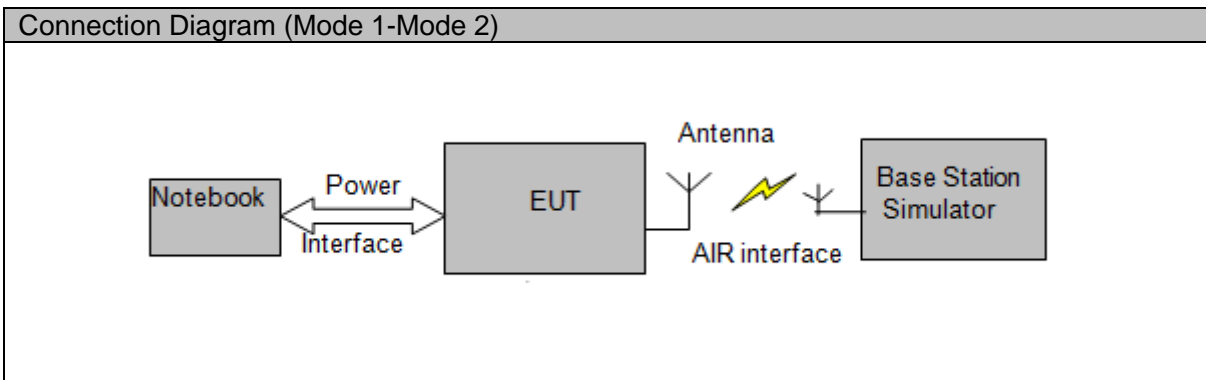 Connection Diagram (Mode 1-Mode 2)
Notebook
Power
Interface
EUT
Antenna
AIR interface
Base Station
Simulator